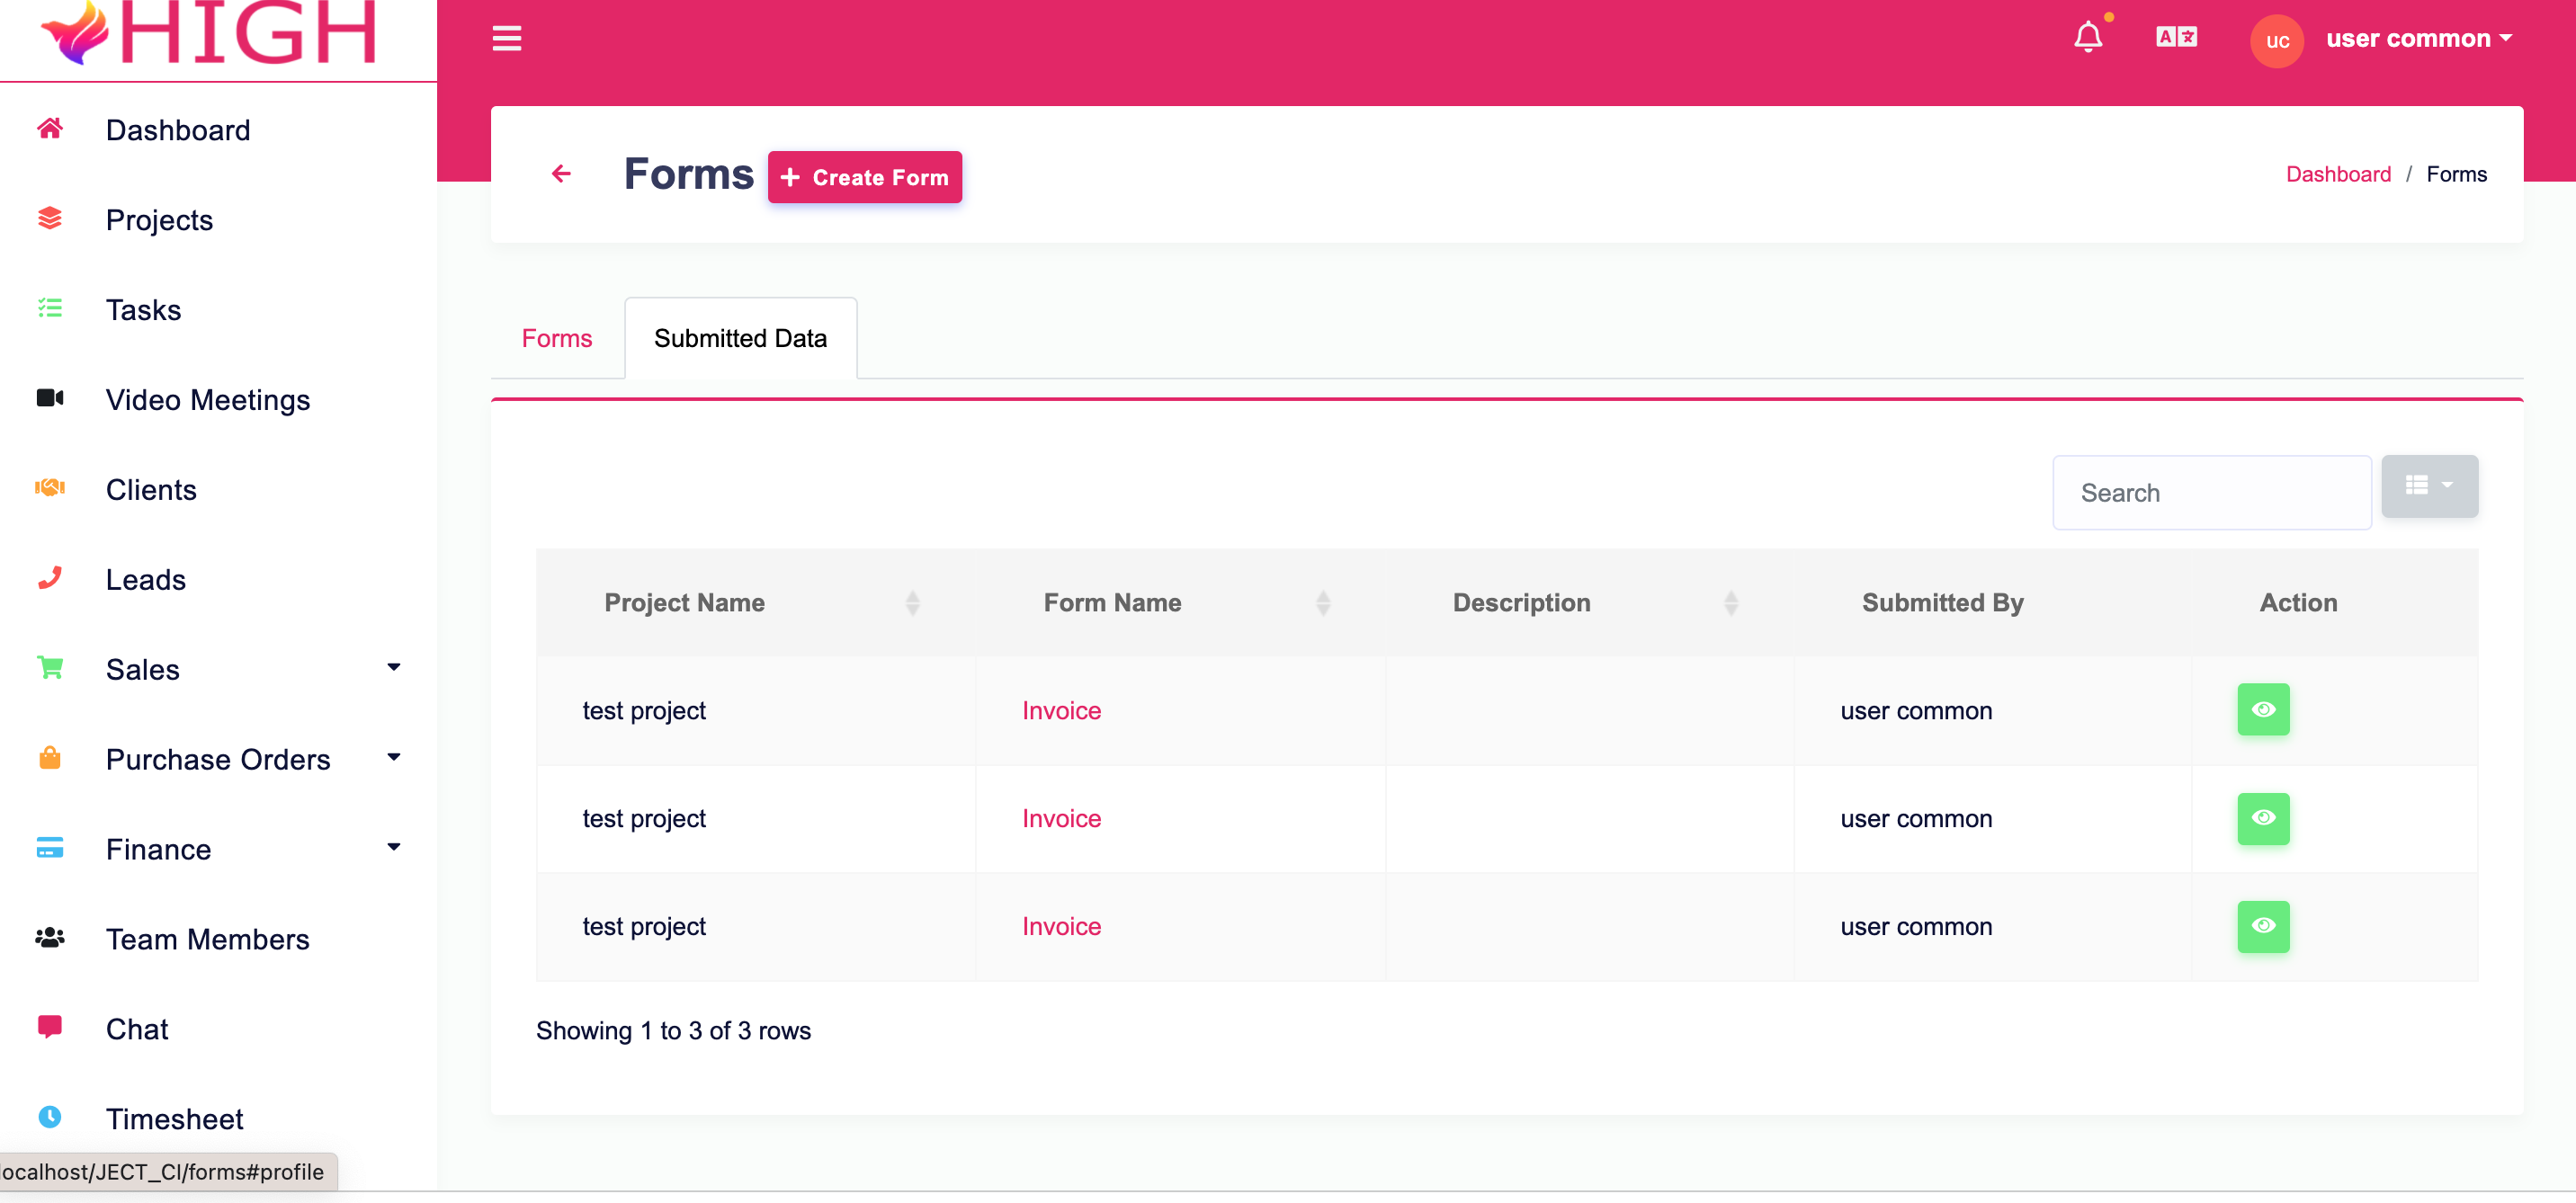 HIGH
Dashboard
Projects
Tasks
Video Meetings
Clients
Leads
Sales
Purchase Orders
Finance
Team Members
Chat
Timesheet
localhost/JECT_CI/forms#profile
A
UC
user common
Forms
+ Create Form
Dashboard / Forms
Forms
Submitted Data
Search
Project Name Form Name Description Submitted By Action
test project Invoice user common
test project Invoice user common
test project Invoice user common
Showing 1 to 3 of 3 rows